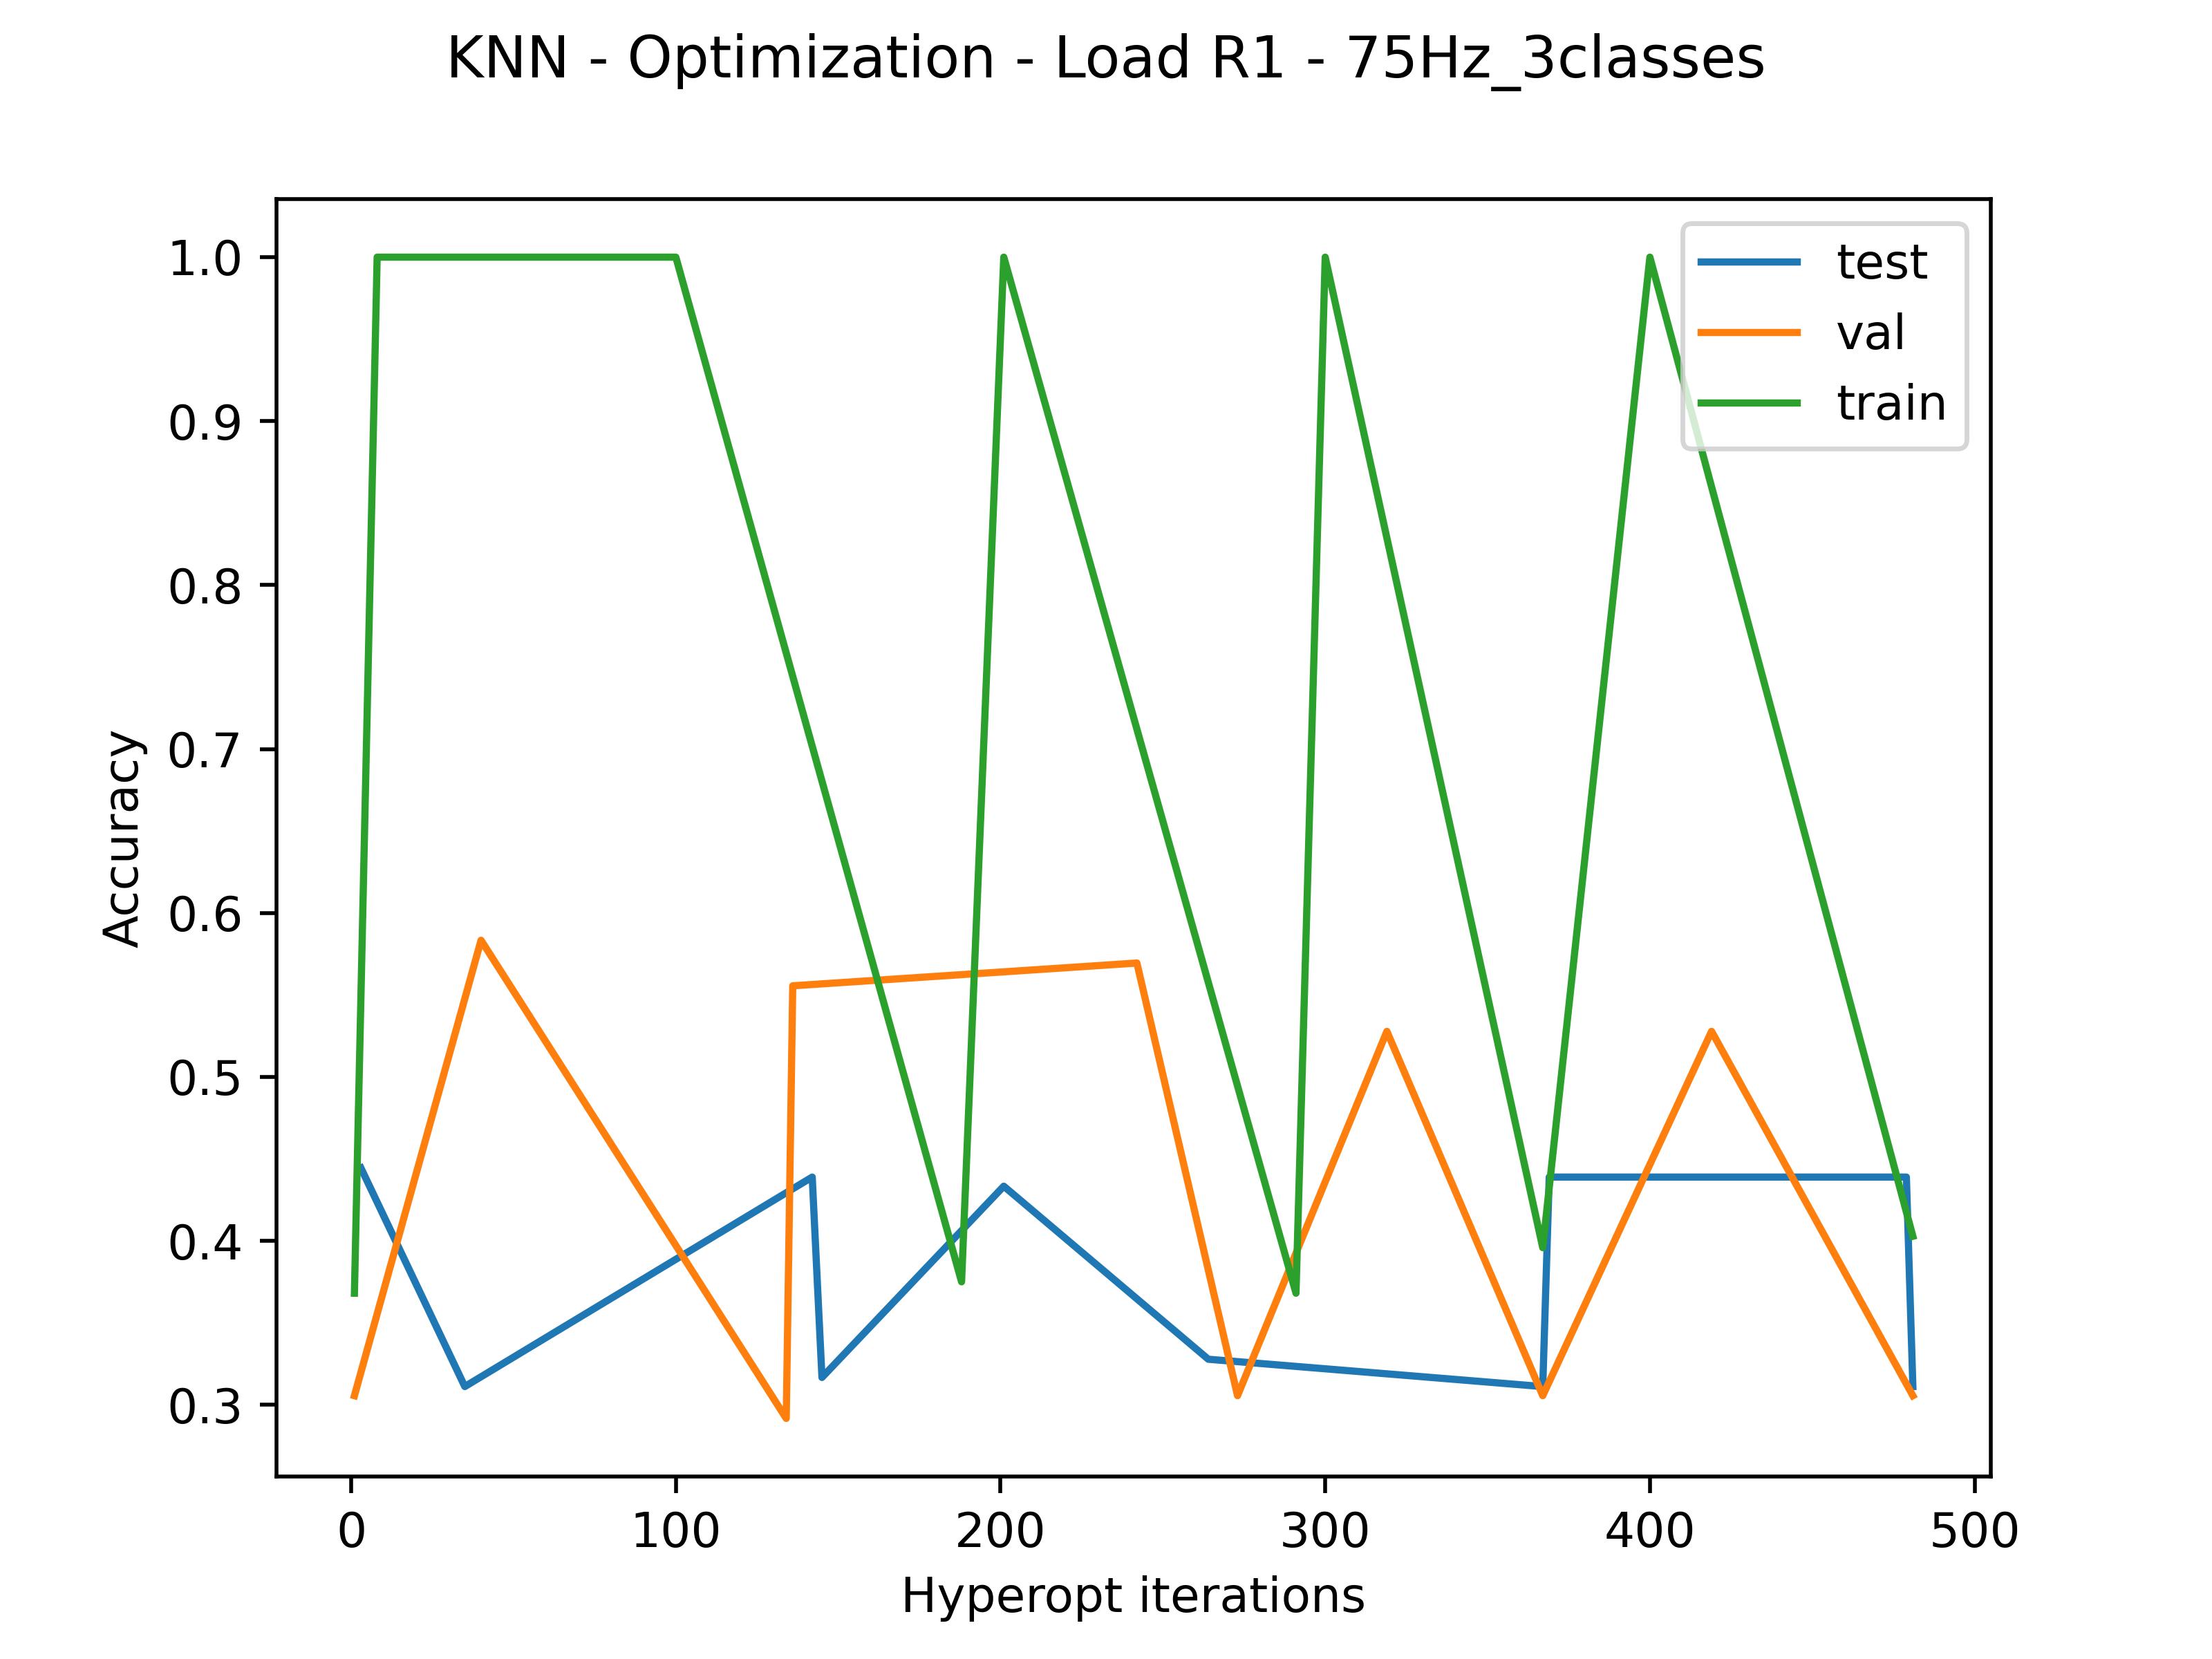 KNN - Optimization - Load R1 - 75Hz_3classes
test
val
train
1.0
0.9
0.8
0.7
0.6
0.5
0.4
0.3
Accuracy
0 100 200 300 400 500
Hyperopt iterations